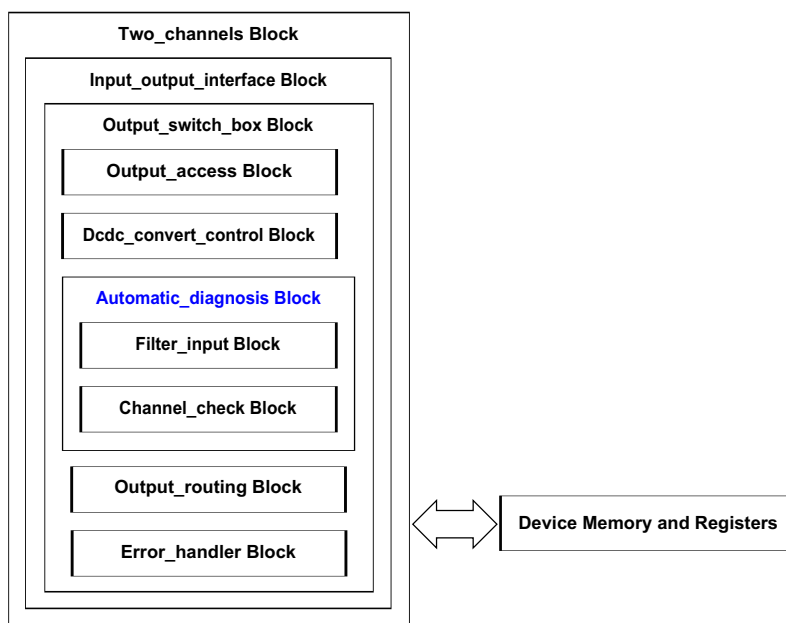 Two_channels Block
Input_output_interface Block
Output_switch_box Block
Output_access Block
Dcdc_convert_control Block
Automatic_diagnosis Block
Filter_input Block
Channel_check Block
Output_routing Block
Error_handler Block
Device Memory and Registers